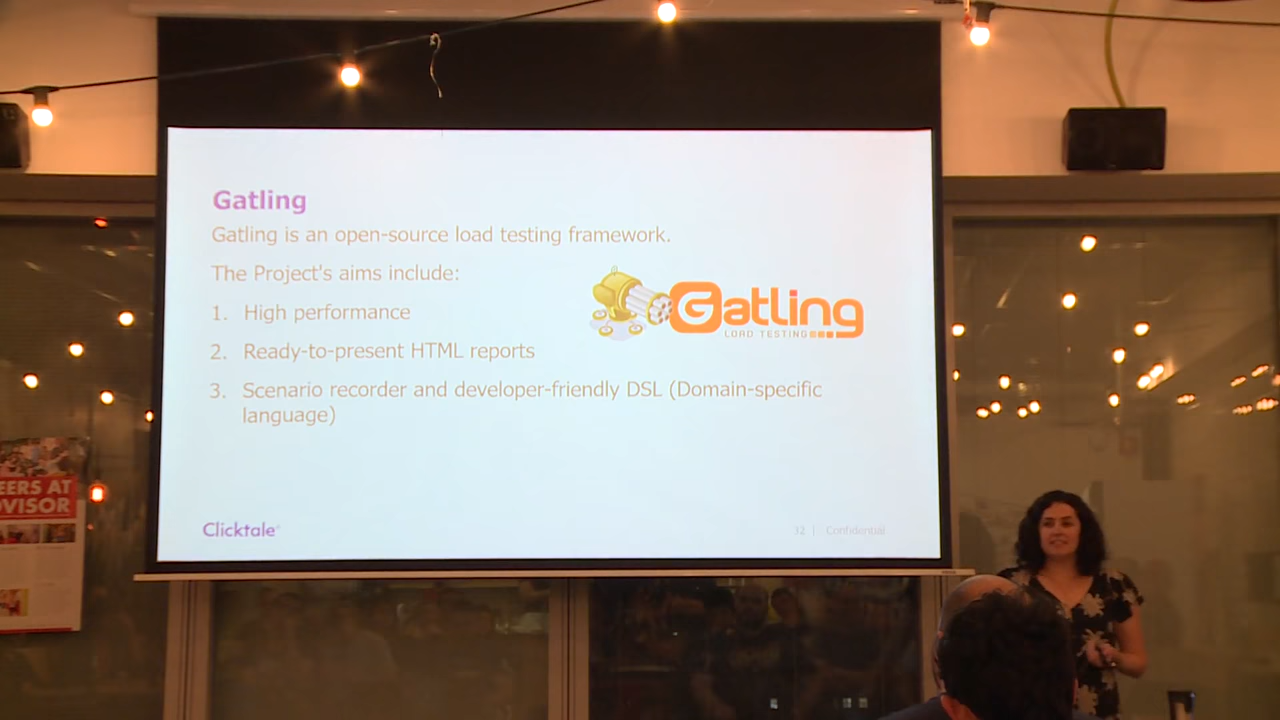 Gatling
Gatling is an open-source load testing framework.
The Project's aims include:
1. High performance
2. Ready-to-present HTML reports
3. Scenario recorder and developer-friendly DSL (Domain-specific
language)
Gatling
LOAD TESTING
EERS AT
VISOR
Clicktale
32 | Confidential